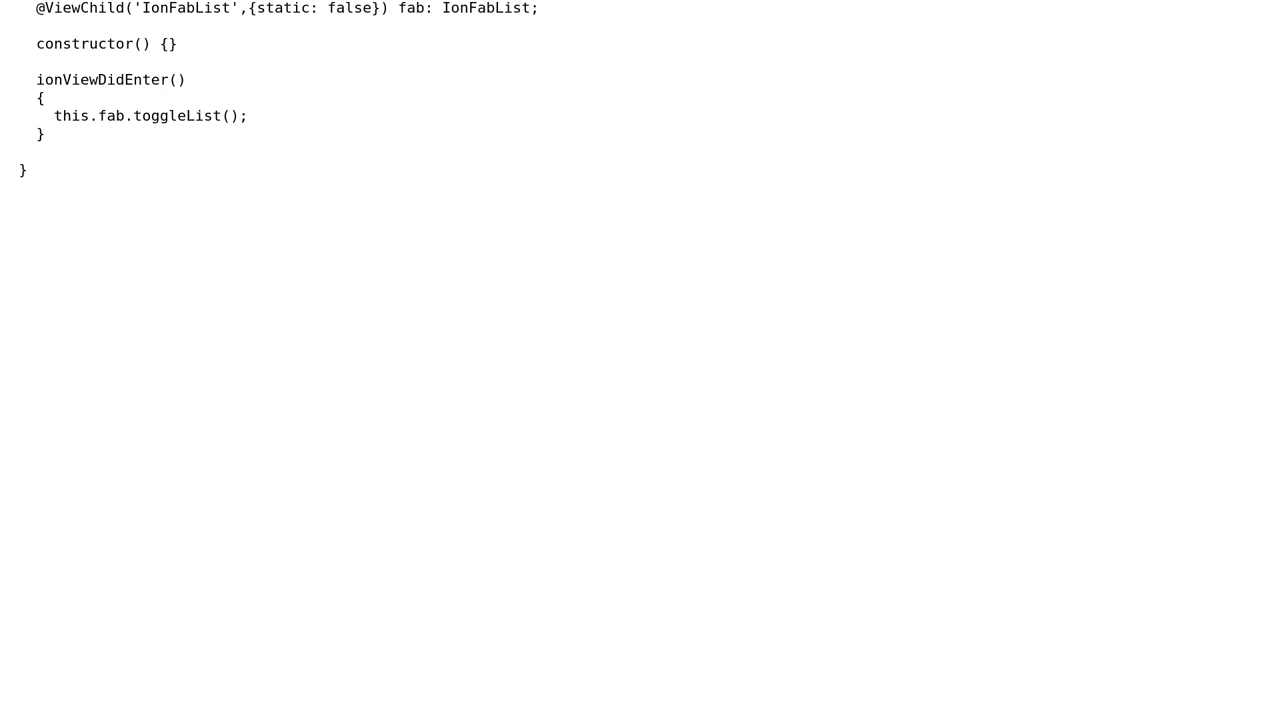 @ViewChild('IonFabList',{static: false}) fab: IonFabList;
constructor() {}
ionViewDidEnter()
{
this.fab.toggleList();
}
}